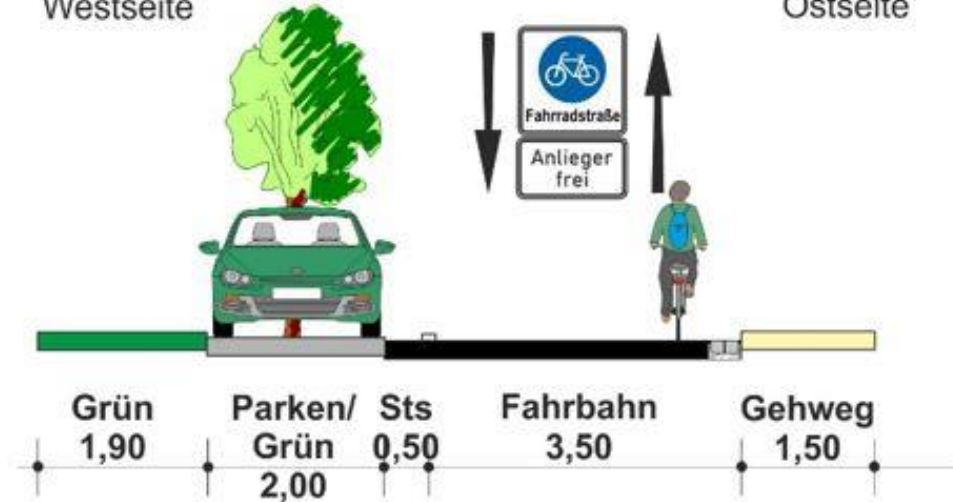 Westseite
Ostseite
Fahrradstraße
Anlieger
frei
Grün
1,90
Parken/
Grün
2,00
Sts
0,50
Fahrbahn
3,50
Gehweg
1,50